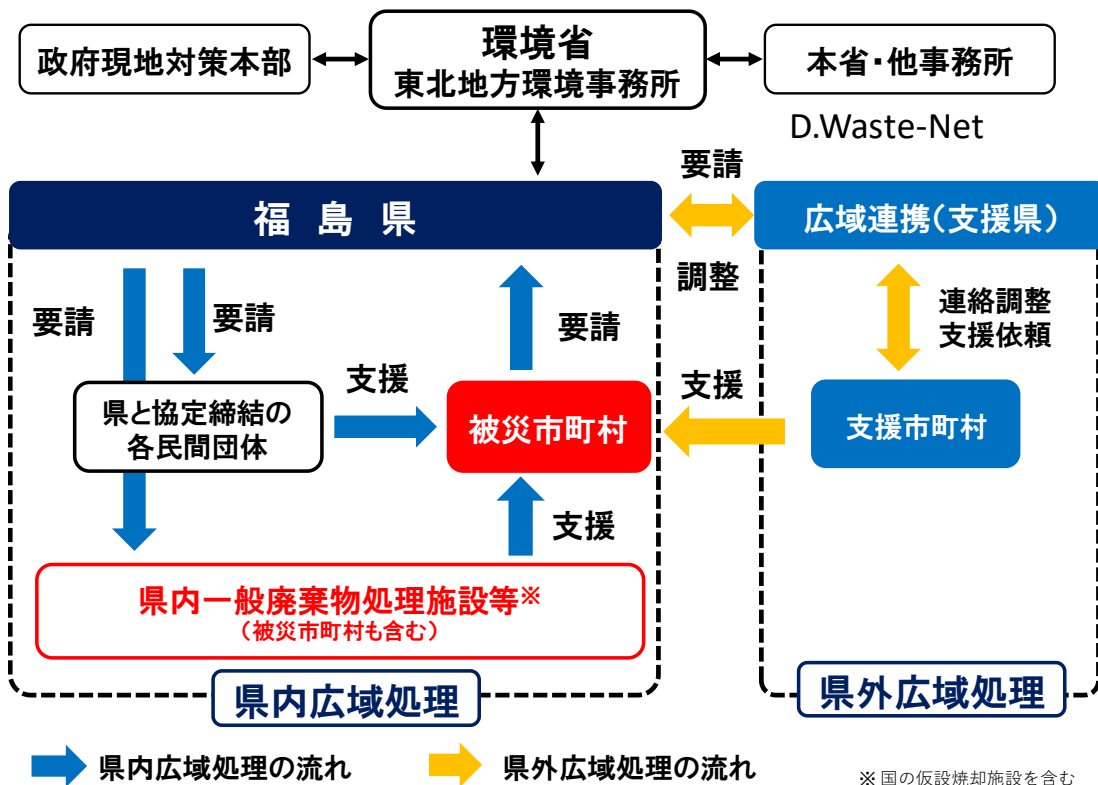 政府現地対策本部
環境省
東北地方環境事務所
本省・他事務所
D.Waste-Net
福島県
要請
調整
広域連携(支援県)
要請
要請
要請
連絡調整
支援依頼
県と協定締結の
各民間団体
支援
被災市町村
支援
支援市町村
支援
県内一般廃棄物処理施設等※
(被災市町村も含む)
県内広域処理
県外広域処理
県内広域処理の流れ
県外広域処理の流れ
※国の仮設焼却施設を含む